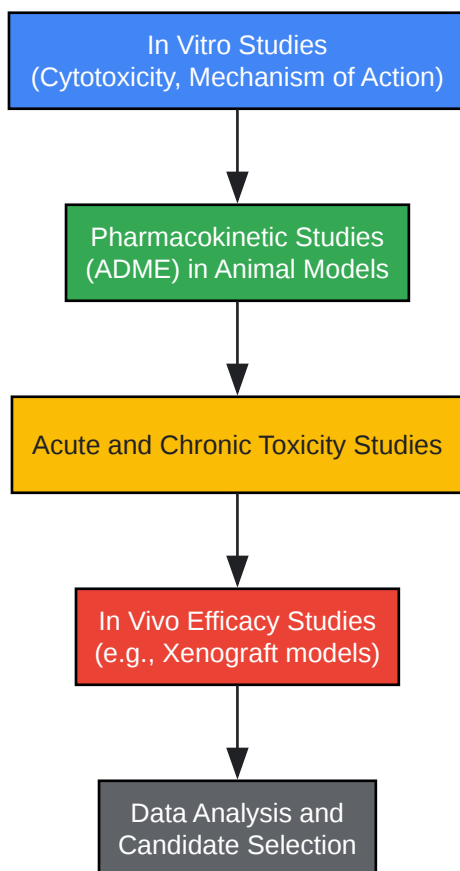 In Vitro Studies
(Cytotoxicity, Mechanism of Action)
Pharmacokinetic Studies
(ADME) in Animal Models
Acute and Chronic Toxicity Studies
In Vivo Efficacy Studies
(e.g., Xenograft models)
Data Analysis and
Candidate Selection